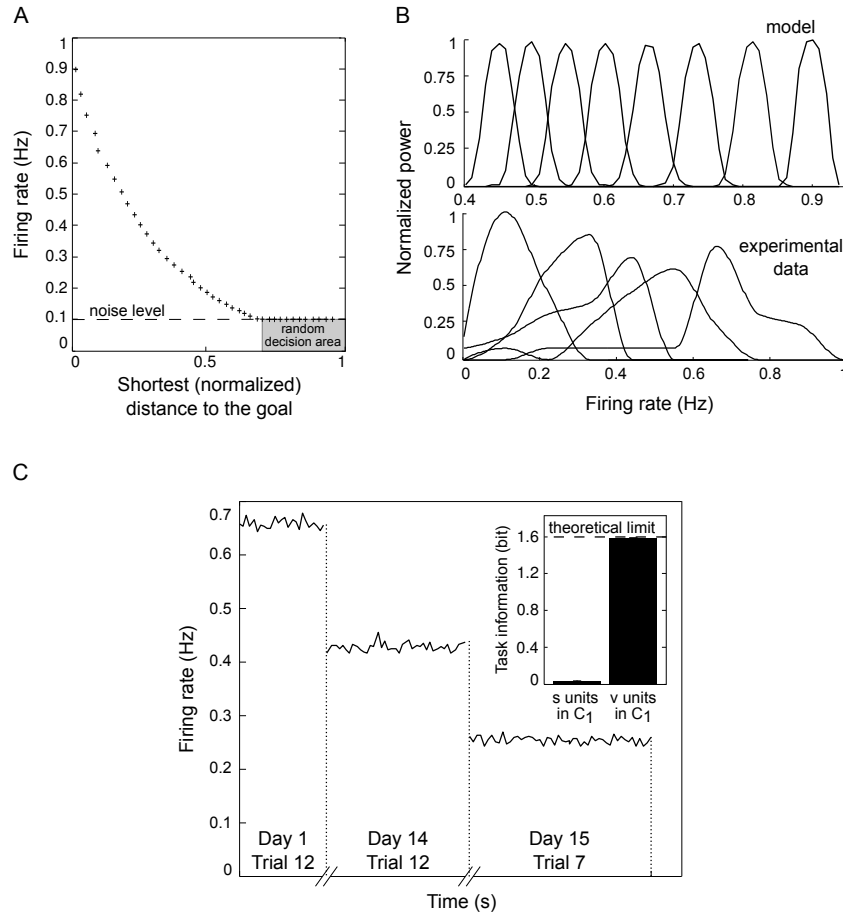 A
Firing rate (Hz)
1
0.9
0.8
0.7
0.6
0.5
0.4
0.3
0.2
0.1
0
noise level
random
decision area
0
0.5
1
Shortest (normalized)
distance to the goal
B
Normalized power
model
1
0.75
0.5
0.25
0
0.4
0.5
0.6
0.7
0.8
0.9
experimental
data
1
0.75
0.5
0.25
0
0
0.2
0.4
0.6
0.8
1
Firing rate (Hz)
C
Firing rate (Hz)
0.7
0.6
0.5
0.4
0.3
0.2
0.1
0
Day 1
Trial 12
Day 14
Trial 12
Day 15
Trial 7
Time (s)
Task information (bit)
theoretical limit
1.6
1.2
0.8
0.4
0
s units
in C1
v units
in C1